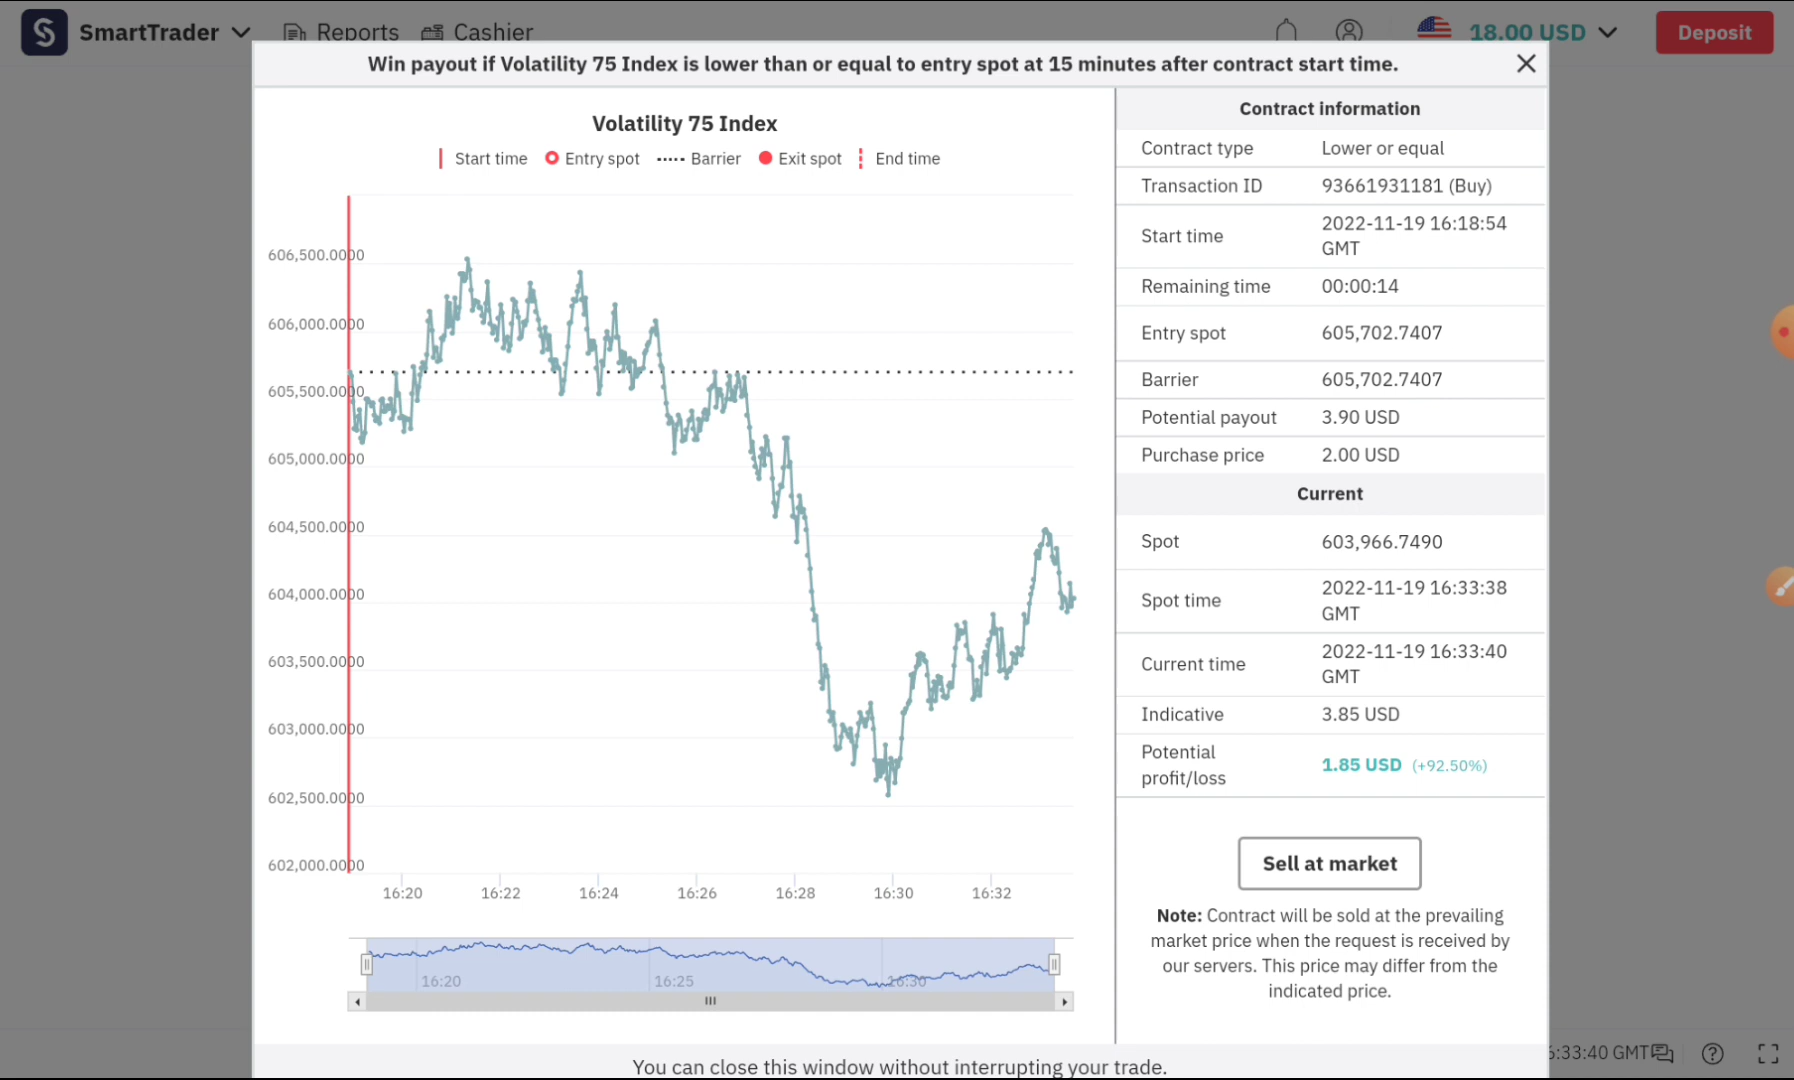 SmartTrader
Reports
Cashier
18.00 USD
Deposit
Win payout if Volatility 75 Index is lower than or equal to entry spot at 15 minutes after contract start time.
Volatility 75 Index
Start time
Entry spot
Barrier
Exit spot
End time
606,500.0000
606,000.0000
605,500.0000
605,000.0000
604,500.0000
604,000.0000
603,500.0000
603,000.0000
602,500.0000
602,000.0000
16:20 16:22 16:24 16:26 16:28 16:30 16:32
16:20 16:25 16:30
Contract information
Contract type Lower or equal
Transaction ID 93661931181 (Buy)
Start time 2022-11-19 16:18:54
GMT
Remaining time 00:00:14
Entry spot 605,702.7407
Barrier 605,702.7407
Potential payout 3.90 USD
Purchase price 2.00 USD
Current
Spot 603,966.7490
Spot time 2022-11-19 16:33:38
GMT
Current time 2022-11-19 16:33:40
GMT
Indicative 3.85 USD
Potential
profit/loss 1.85 USD (+92.50%)
Sell at market
Note: Contract will be sold at the prevailing
market price when the request is received by
our servers. This price may differ from the
indicated price.
You can close this window without interrupting your trade.
6:33:40 GMT